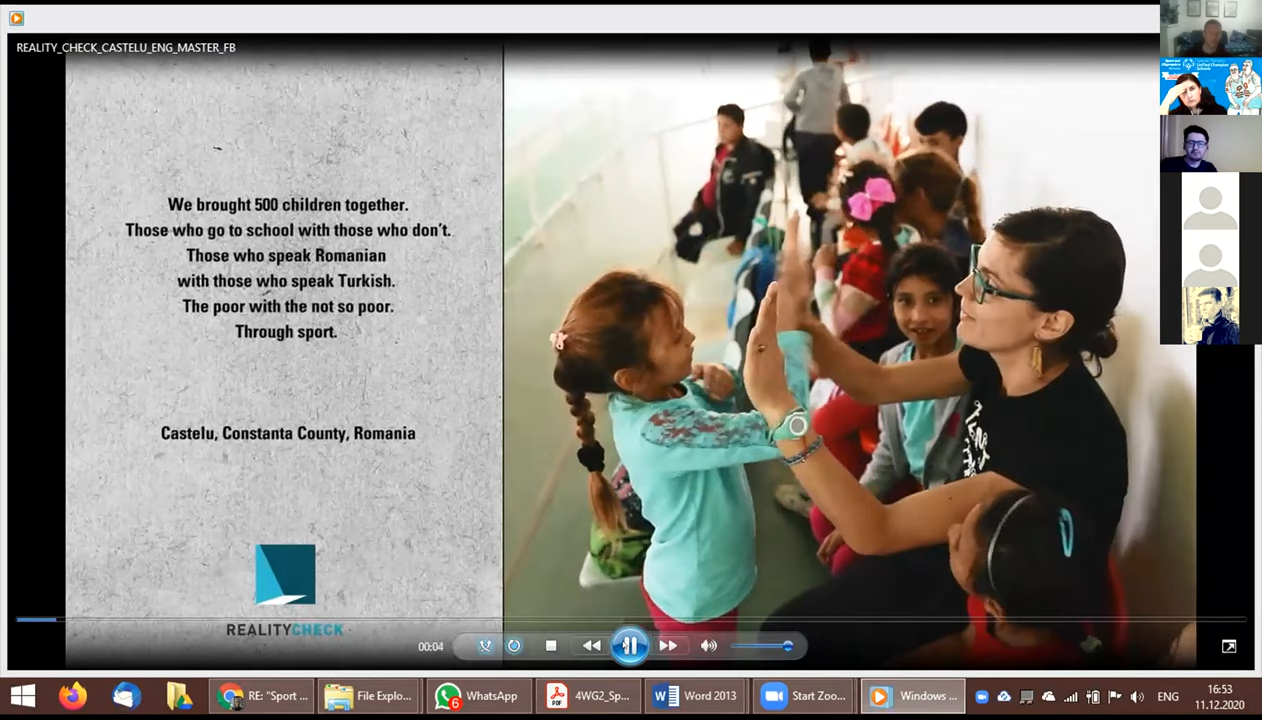 REALITY_CHECK_CASTELU_ENG_MASTER_FB
We brought 500 children together.
Those who go to school with those who don't.
Those who speak Romanian
with those who speak Turkish.
The poor with the not so poor.
Through sport.
Castelu, Constanta County, Romania
REALITYCHECK
00:04
RE: "Sport ...
File Explo...
6
WhatsApp
4WG2_Sp...
Word 2013
Start Zoo...
Windows ...
ENG
16:53
11.12.2020